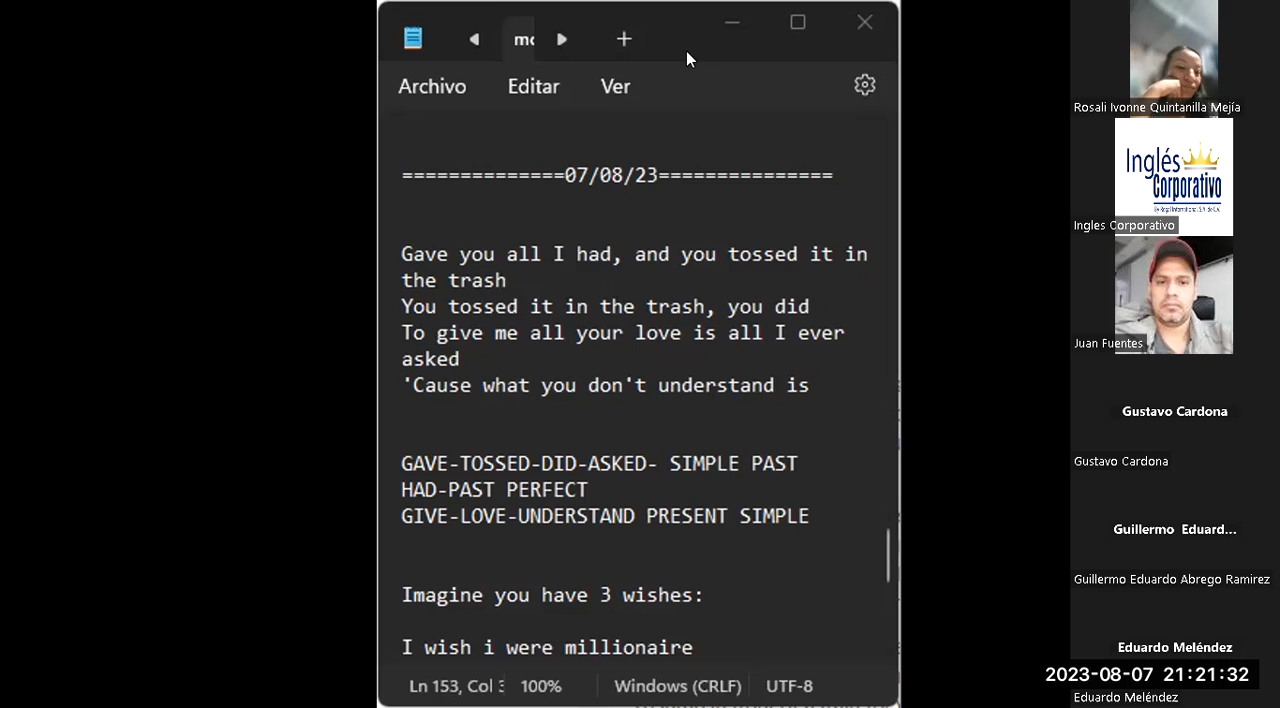 Archivo Editar Ver
==============07/08/23===============
Gave you all I had, and you tossed it in
the trash
You tossed it in the trash, you did
To give me all your love is all I ever
asked
'Cause what you don't understand is
GAVE-TOSSED-DID-ASKED- SIMPLE PAST
HAD-PAST PERFECT
GIVE-LOVE-UNDERSTAND PRESENT SIMPLE
Imagine you have 3 wishes:
I wish i were millionaire
Ln 153, Col 100% Windows (CRLF) UTF-8
Rosali Ivonne Quintanilla Mejía
Inglés
Corporativo
Ingles Corporativo
Juan Fuentes
Gustavo Cardona
Gustavo Cardona
Guillermo Eduard...
Guillermo Eduardo Abrego Ramirez
Eduardo Meléndez
2023-08-07 21:21:32
Eduardo Meléndez